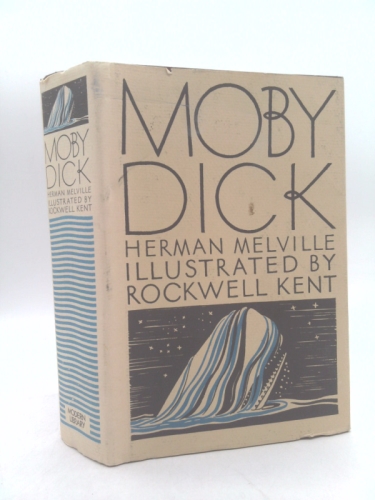 MOBY
DICK
HERMAN MELVILLE
ILLUSTRATED BY
ROCKWELL KENT
MOBY
DICK
HERMAN MELVILLE
ILLUSTRATED BY
ROCKWELL KENT
MODERN
LIBRARY